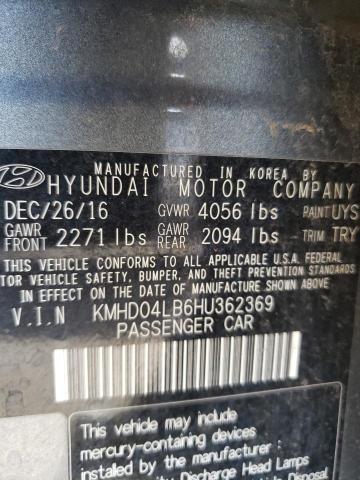 MANUFACTURED IN KOREA BY
HYUNDAI MOTOR COMPANY
DEC/26/16 GVWR 4056 lbs PAINT UYS
GAWR FRONT 2271 lbs GAWR REAR 2094 lbs TRIM TRY
THIS VEHICLE CONFORMS TO ALL APPLICABLE U.S.A. FEDERAL
MOTOR VEHICLE SAFETY, BUMPER, AND THEFT PREVENTION STANDARDS
IN EFFECT ON THE DATE OF MANUFACTURE SHOWN ABOVE.
V.I.N KMHD04LB6HU362369
PASSENGER CAR
This vehicle may include
mercury-containing devices
installed by the manufacturer :
Discharge Head Lamps
Disposal